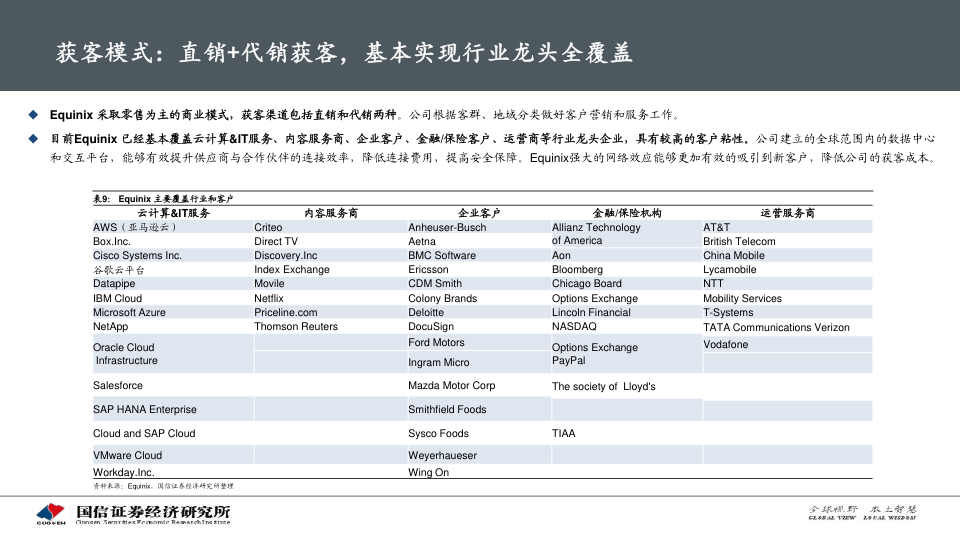 获客模式：直销+代销获客，基本实现行业龙头全覆盖
◆ Equinix 采取零售为主的商业模式，获客渠道包括直销和代销两种。公司根据客群、地域分类做好客户营销和服务工作。
◆ 目前Equinix 已经基本覆盖云计算&IT服务、内容服务商、企业客户、金融/保险客户、运营商等行业龙头企业，具有较高的客户粘性。公司建立的全球范围内的数据中心
和交互平台，能够有效提升供应商与合作伙伴的连接效率，降低连接费用，提高安全保障。Equinix强大的网络效应能够更加有效的吸引到新客户，降低公司的获客成本。
表9： Equinix 主要覆盖行业和客户
云计算&IT服务 内容服务商 企业客户 金融/保险机构 运营服务商
AWS（亚马逊云） Criteo Anheuser-Busch Allianz Technology AT&T
Box.Inc. Direct TV Aetna of America British Telecom
Cisco Systems Inc. Discovery.Inc BMC Software Aon China Mobile
谷歌云平台 Index Exchange Ericsson Bloomberg Lycamobile
Datapipe Movile CDM Smith Chicago Board NTT
IBM Cloud Netflix Colony Brands Options Exchange Mobility Services
Microsoft Azure Priceline.com Deloitte Lincoln Financial T-Systems
NetApp Thomson Reuters DocuSign NASDAQ TATA Communications Verizon
Oracle Cloud Ford Motors Options Exchange Vodafone
Infrastructure Ingram Micro PayPal
Salesforce Mazda Motor Corp The society of Lloyd's
SAP HANA Enterprise Smithfield Foods
Cloud and SAP Cloud Sysco Foods TIAA
VMware Cloud Weyerhaueser
Workday.Inc. Wing On
资料来源：Equinix，国信证券经济研究所整理
GUOSEN 国信证券经济研究所
Guosen Securities Economic Research Institute
全球视野 本土智慧
GLOBAL VIEW LOCAL WISDOM